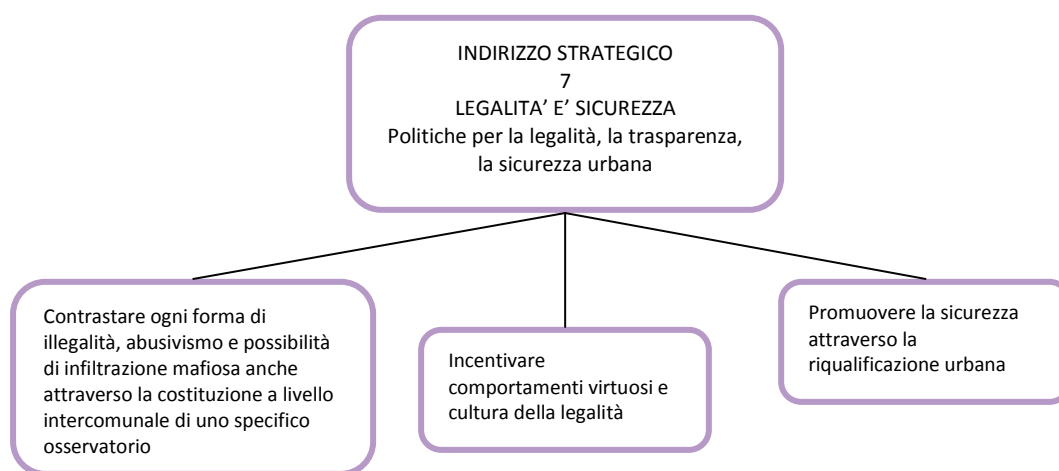 INDIRIZZO STRATEGICO
7
LEGALITA’ E’ SICUREZZA
Politiche per la legalità, la trasparenza,
la sicurezza urbana
Contrastare ogni forma di
illegalità, abusivismo e possibilità
di infiltrazione mafiosa anche
attraverso la costituzione a livello
intercomunale di uno specifico
osservatorio
Incentivare
comportamenti virtuosi e
cultura della legalità
Promuovere la sicurezza
attraverso la
riqualificazione urbana